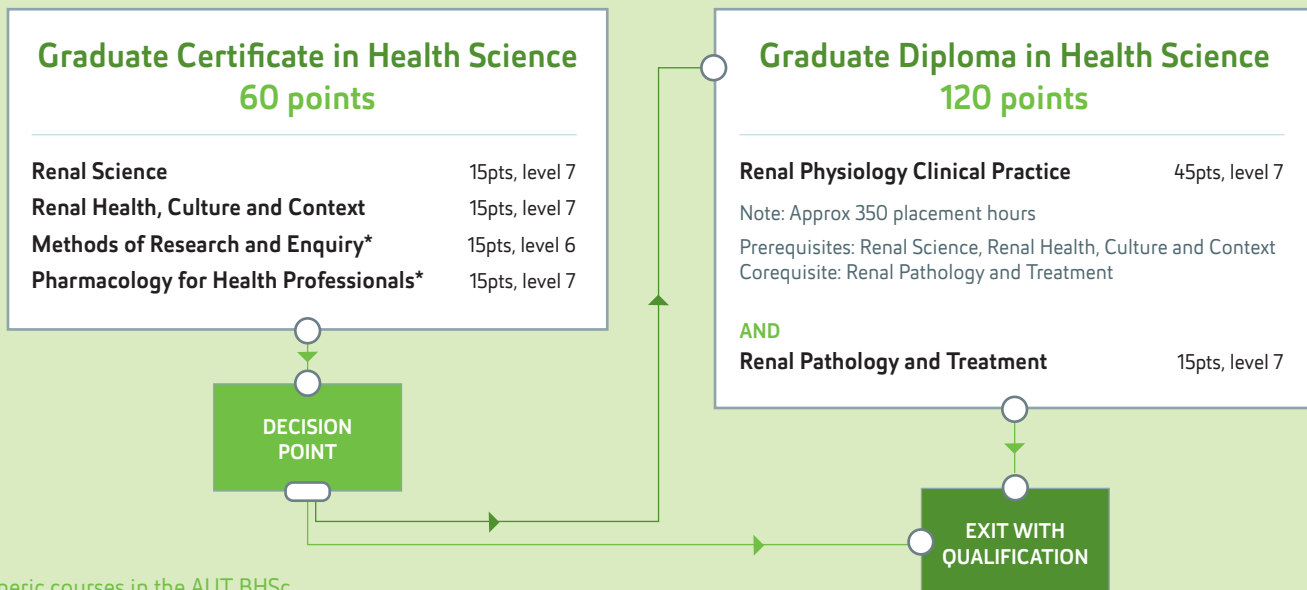 Graduate Certificate in Health Science
60 points
Renal Science 15pts, level 7
Renal Health, Culture and Context 15pts, level 7
Methods of Research and Enquiry* 15pts, level 6
Pharmacology for Health Professionals* 15pts, level 7
DECISION
POINT
Graduate Diploma in Health Science
120 points
Renal Physiology Clinical Practice 45pts, level 7
Note: Approx 350 placement hours
Prerequisites: Renal Science, Renal Health, Culture and Context
Corequisite: Renal Pathology and Treatment
AND
Renal Pathology and Treatment 15pts, level 7
EXIT WITH
QUALIFICATION
courses in the AUT BHSc